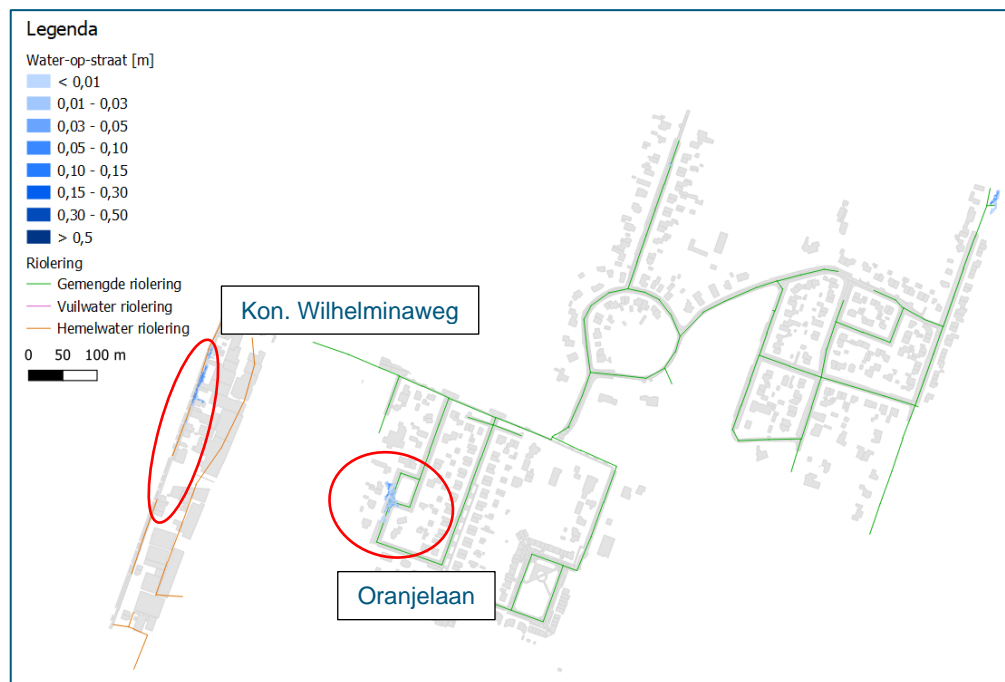 Legenda
Water-op-straat [m]
< 0,01
0,01 - 0,03
0,03 - 0,05
0,05 - 0,10
0,10 - 0,15
0,15 - 0,30
0,30 - 0,50
> 0,5
Riolering
Gemengde riolering
Vuilwater riolering
Hemelwater riolering
0 50 100 m
Kon. Wilhelminaweg
Oranjelaan